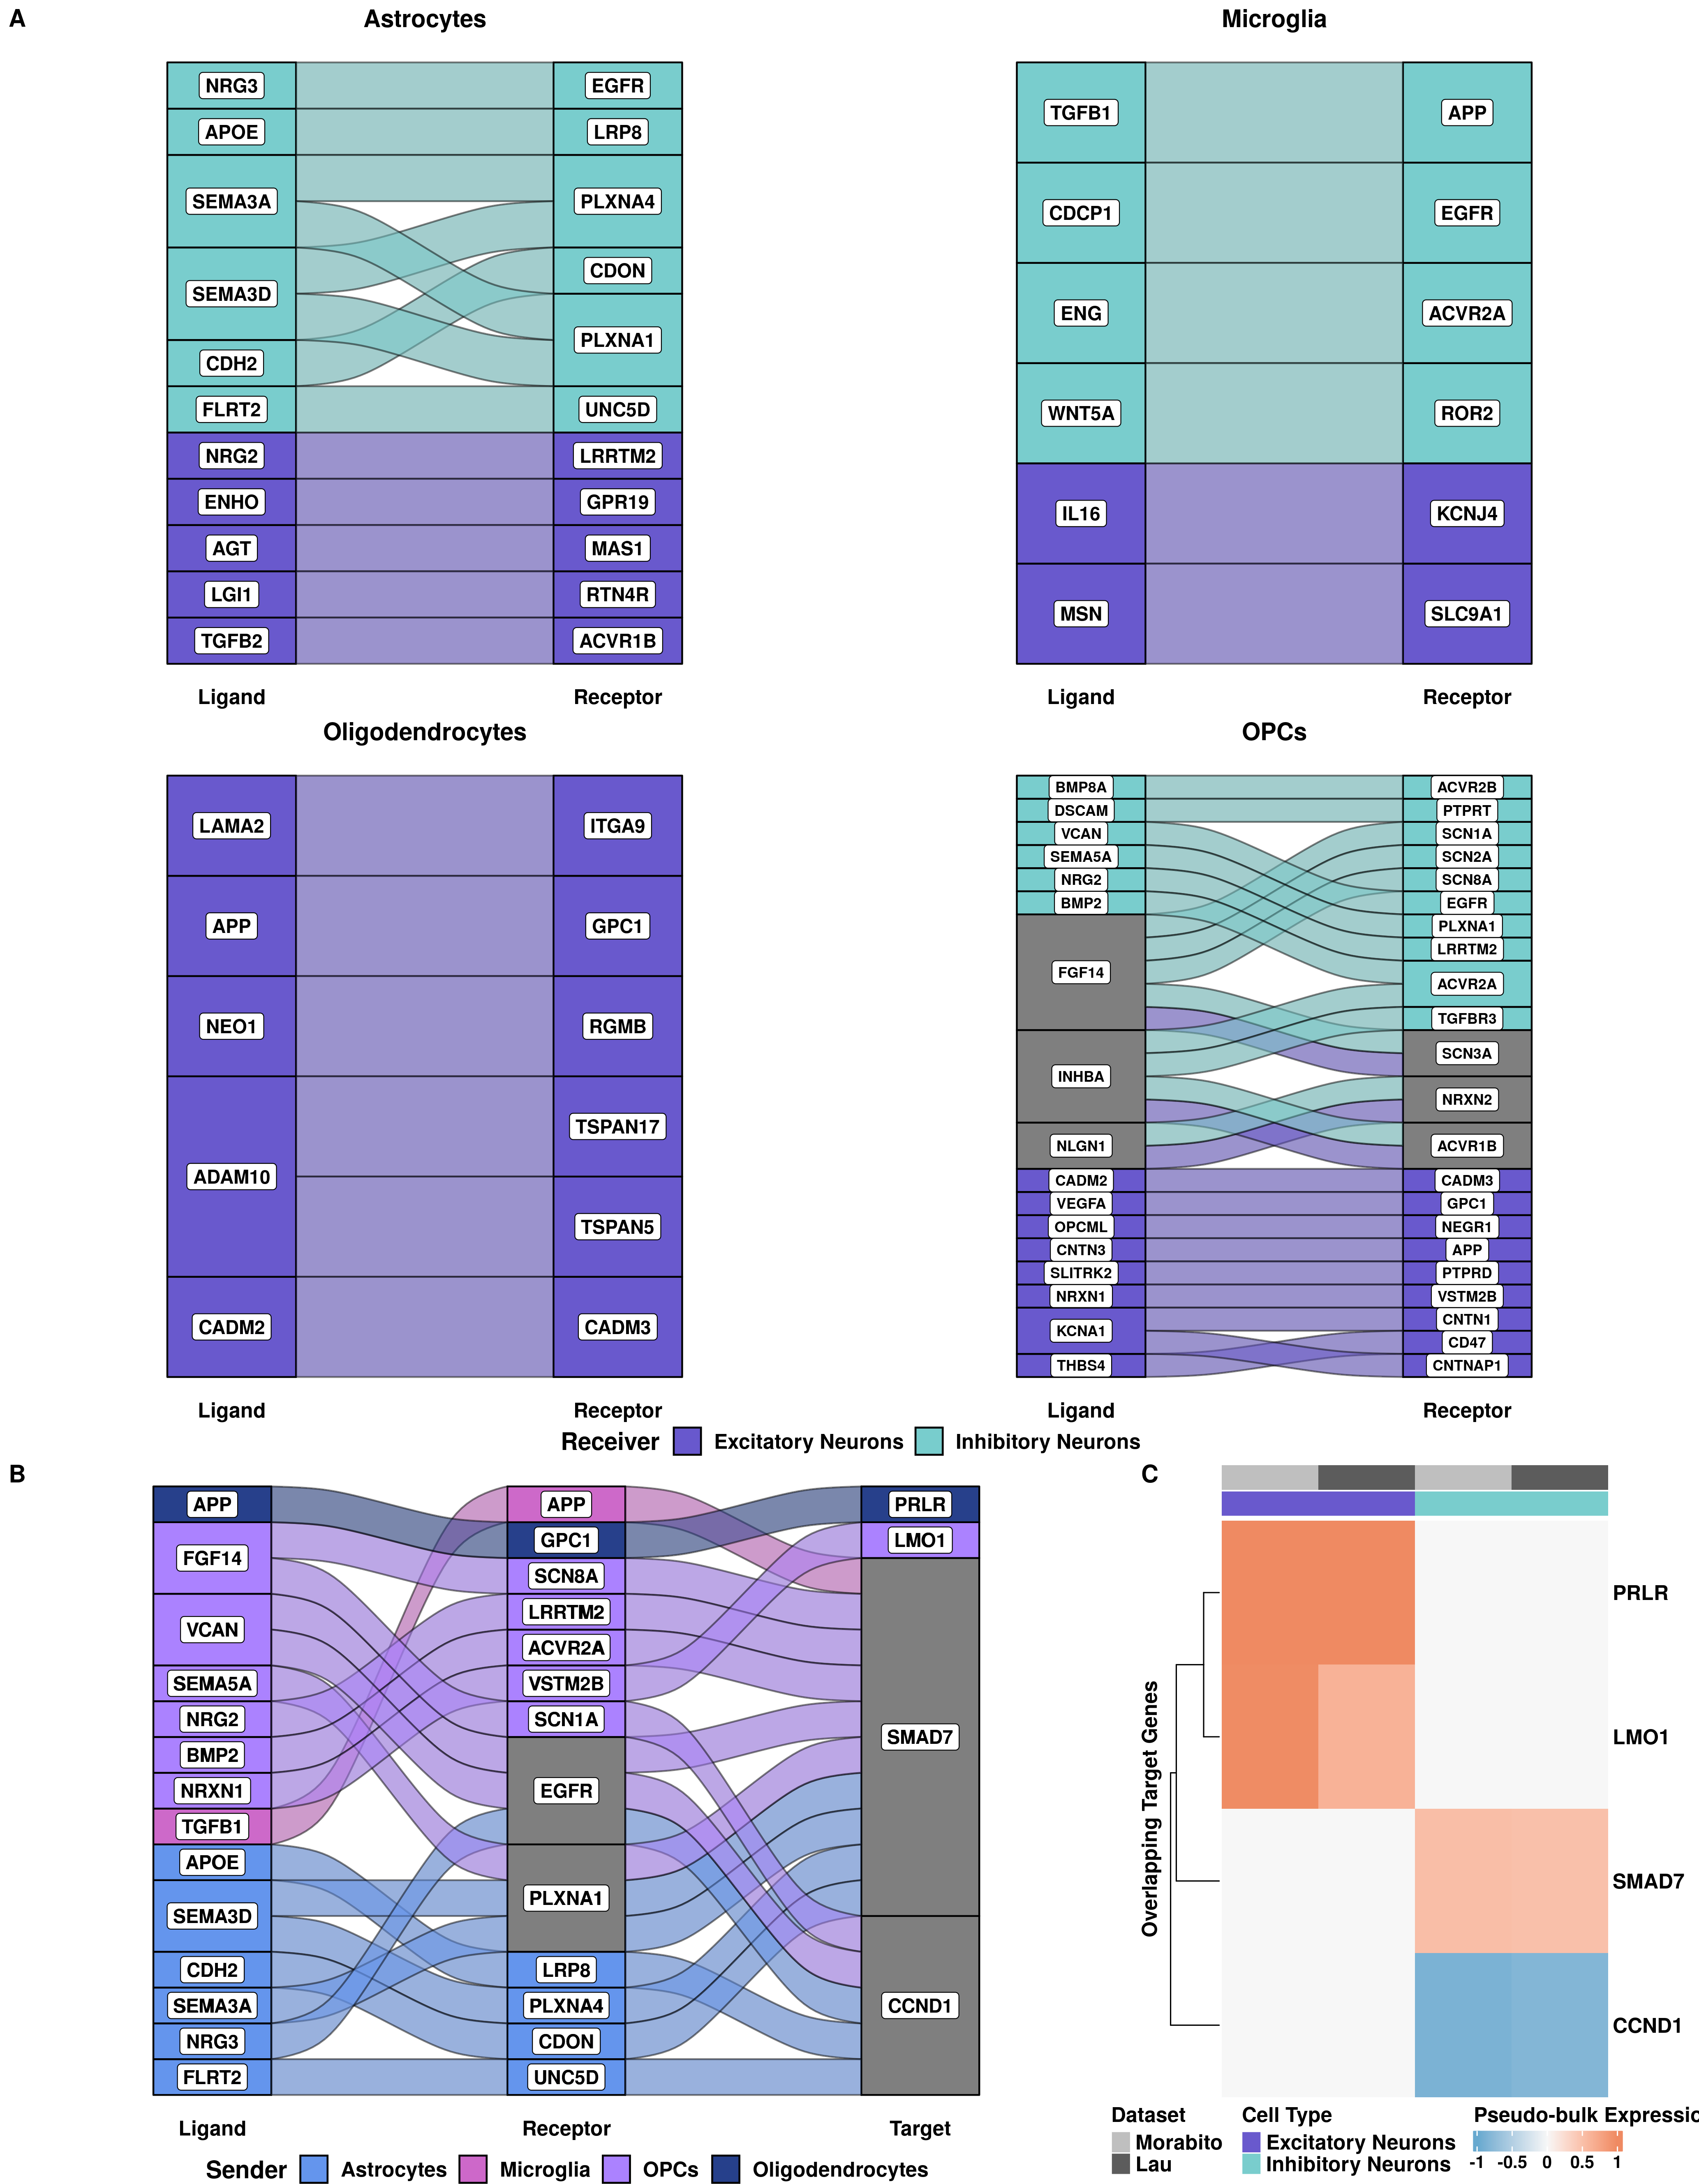 A
Astrocytes
NRG3
EGFR
APOE
LRP8
SEMA3A
PLXNA4
SEMA3D
CDON
CDH2
PLXNA1
FLRT2
UNC5D
NRG2
LRRTM2
ENHO
GPR19
AGT
MAS1
LGI1
RTN4R
TGFB2
ACVR1B
Ligand
Receptor
Microglia
TGFB1
APP
CDCP1
EGFR
ENG
ACVR2A
WNT5A
ROR2
IL16
KCNJ4
MSN
SLC9A1
Ligand
Receptor
Oligodendrocytes
LAMA2
ITGA9
APP
GPC1
NEO1
RGMB
ADAM10
TSPAN17
TSPAN5
CADM2
CADM3
Ligand
Receptor
OPCs
BMP8A
DSCAM
VCAN
SEMA5A
NRG2
BMP2
FGF14
INHBA
NLGN1
CADM2
VEGFA
OPCML
CNTN3
SLITRK2
NRXN1
KCNA1
THBS4
ACVR2B
PTPRT
SCN1A
SCN2A
SCN8A
EGFR
PLXNA1
LRRTM2
ACVR2A
TGFBR3
SCN3A
NRXN2
ACVR1B
CADM3
GPC1
NEGR1
APP
PTPRD
VSTM2B
CNTN1
CD47
CNTNAP1
Ligand
Receptor
Receiver Excitatory Neurons Inhibitory Neurons
B
APP
FGF14
VCAN
SEMA5A
NRG2
BMP2
NRXN1
TGFB1
APOE
SEMA3D
CDH2
SEMA3A
NRG3
FLRT2
APP
GPC1
SCN8A
LRRTM2
ACVR2A
VSTM2B
SCN1A
EGFR
PLXNA1
LRP8
PLXNA4
CDON
UNC5D
PRLR
LMO1
SMAD7
CCND1
Ligand
Receptor
Target
Sender Astrocytes Microglia OPCs Oligodendrocytes
C
Overlapping Target Genes
PRLR
LMO1
SMAD7
CCND1
Dataset
Morabito
Lau
Cell Type
Excitatory Neurons
Inhibitory Neurons
Pseudo-bulk Expressio
-1 -0.5 0 0.5 1